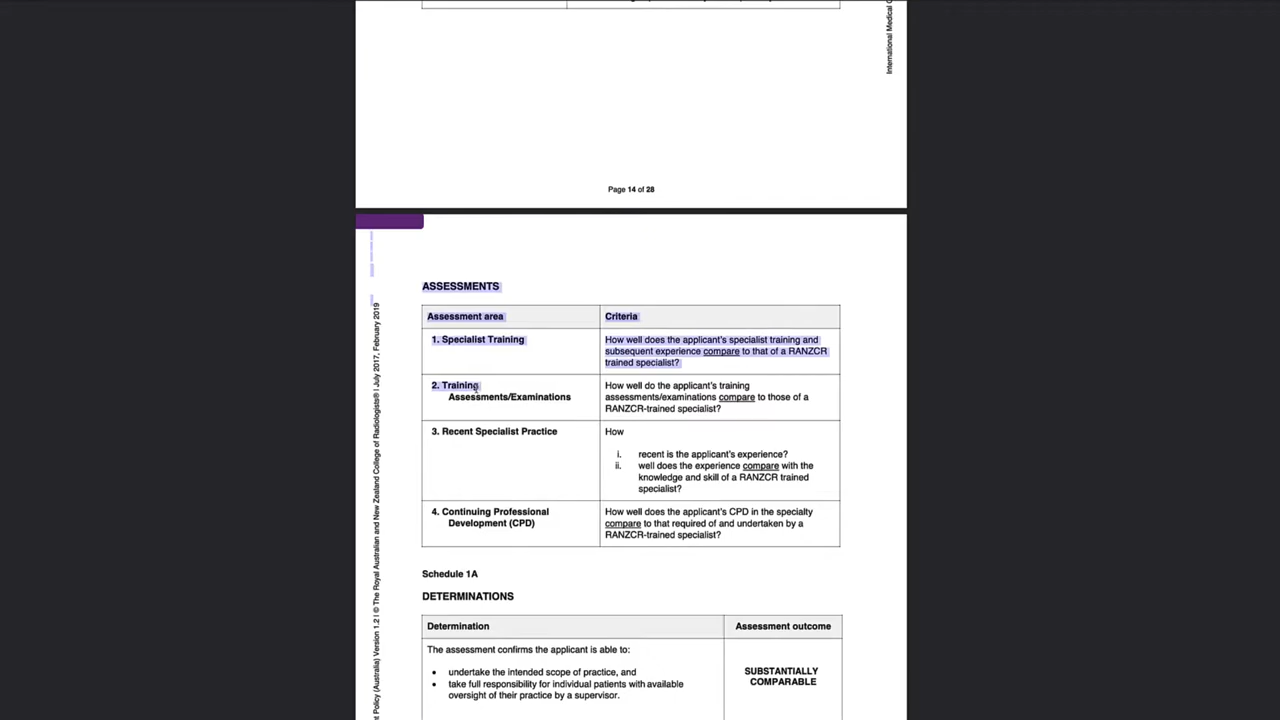 International Medical
Page 14 of 28
ASSESSMENTS
Assessment area
Criteria
1. Specialist Training
How well does the applicant's specialist training and
subsequent experience compare to that of a RANZCR
trained specialist?
2. Training
Assessments/Examinations
How well do the applicant's training
assessments/examinations compare to those of a
RANZCR-trained specialist?
3. Recent Specialist Practice
How
i. recent is the applicant's experience?
ii. well does the experience compare with the
knowledge and skill of a RANZCR trained
specialist?
4. Continuing Professional
Development (CPD)
How well does the applicant's CPD in the specialty
compare to that required of and undertaken by a
RANZCR-trained specialist?
Schedule 1A
DETERMINATIONS
Determination
Assessment outcome
The assessment confirms the applicant is able to:
• undertake the intended scope of practice, and
• take full responsibility for individual patients with available
oversight of their practice by a supervisor.
SUBSTANTIALLY
COMPARABLE
Policy (Australia) Version 1.2 I © The Royal Australian and New Zealand College of Radiologists® I July 2017, February 2019